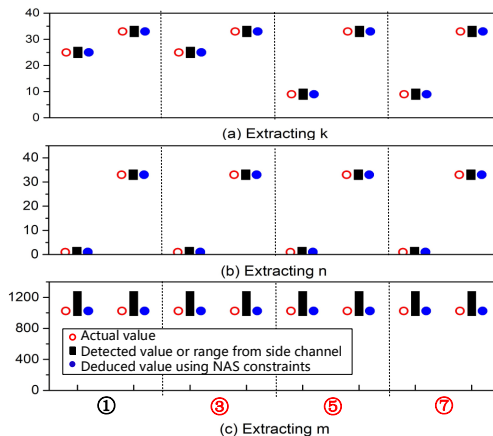 40
30
20
10
0
(a) Extracting k
40
30
20
10
0
(b) Extracting n
1200
800
400
0
Actual value
Detected value or range from side channel
Deduced value using NAS constraints
① ③ ⑤ ⑦
(c) Extracting m